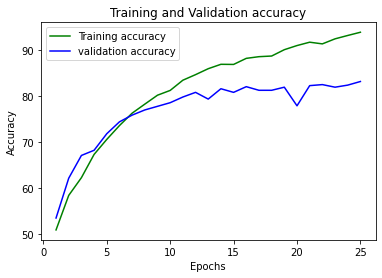 Training and Validation accuracy
Training accuracy
validation accuracy
Accuracy
90
80
70
60
50
0 5 10 15 20 25
Epochs